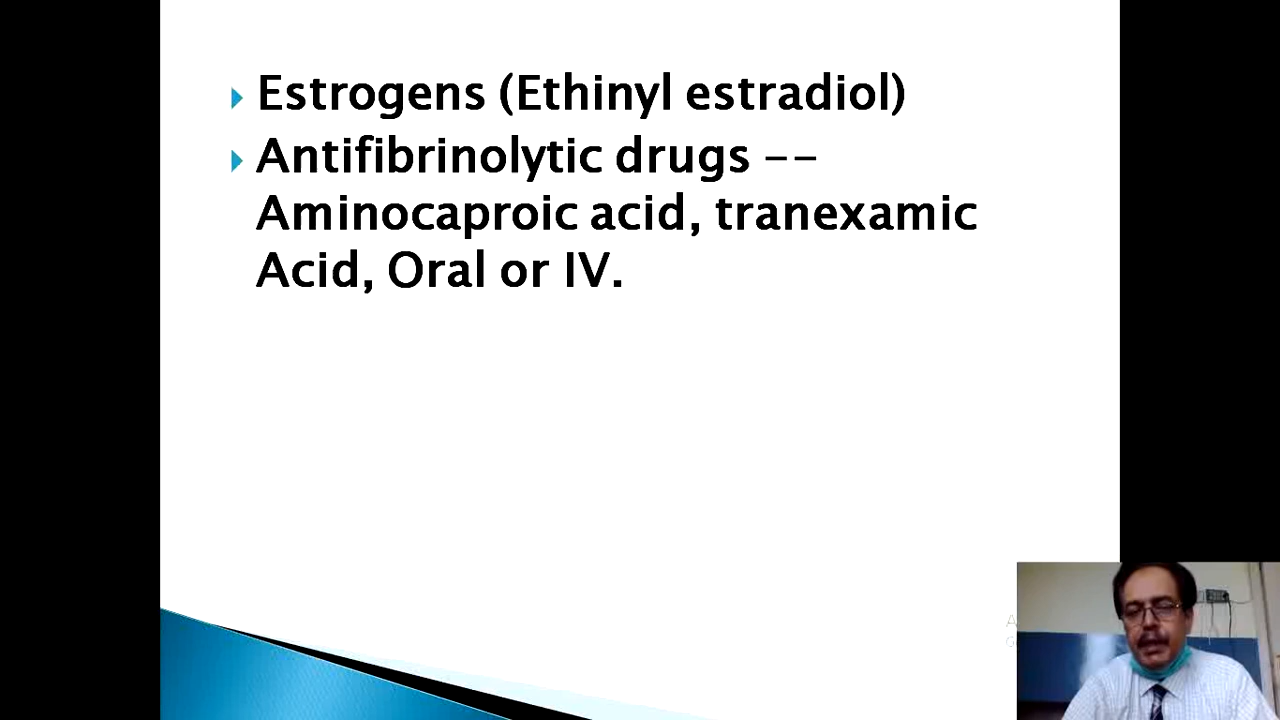 Estrogens (Ethinyl estradiol)
Antifibrinolytic drugs --
Aminocaproic acid, tranexamic
Acid, Oral or IV.